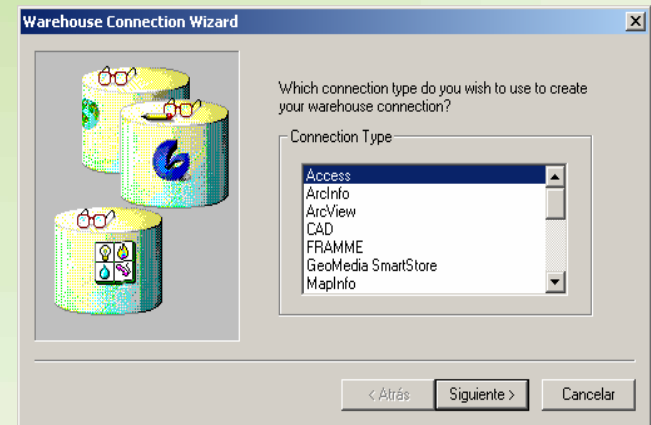 Warehouse Connection Wizard
Which connection type do you wish to use to create
your warehouse connection?
Connection Type
Access
ArcInfo
ArcView
CAD
FRAMME
GeoMedia SmartStore
MapInfo
< Atrás
Siguiente >
Cancelar